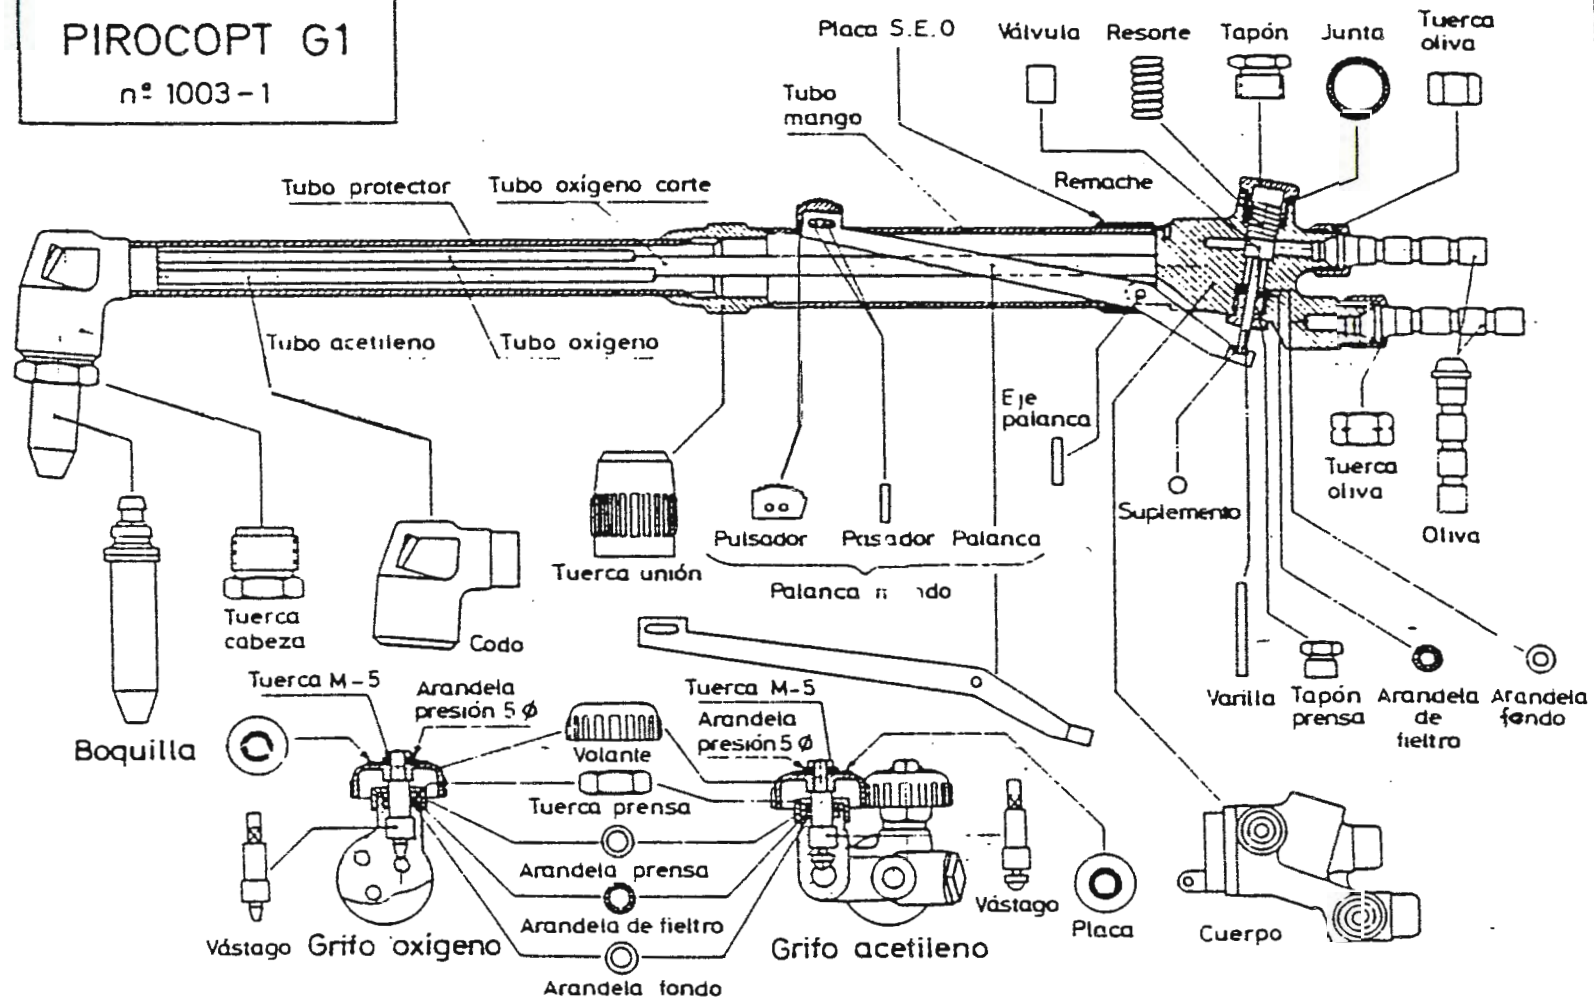 PIROCOPT G1
nº 1003-1
Placa S.E.O
Válvula
Resorte
Tapón
Junta
Tuerca
oliva
Tubo
mango
Remache
Tubo protector
Tubo oxígeno corte
Tubo acetileno
Tubo oxígeno
Eje
palanca
Tuerca
oliva
Suplemento
Oliva
Pulsador
Pasador
Palanca
Tuerca unión
Palanca
Tuerca
cabeza
Codo
Varilla
Tapón
prensa
Arandela
de
fieltro
Arandela
fondo
Boquilla
Tuerca M-5
Arandela
presión 5 Ø
Volante
Tuerca M-5
Arandela
presión 5 Ø
Tuerca prensa
Arandela prensa
Arandela de fieltro
Arandela fondo
Vástago
Grifo oxígeno
Grifo acetileno
Vástago
Placa
Cuerpo